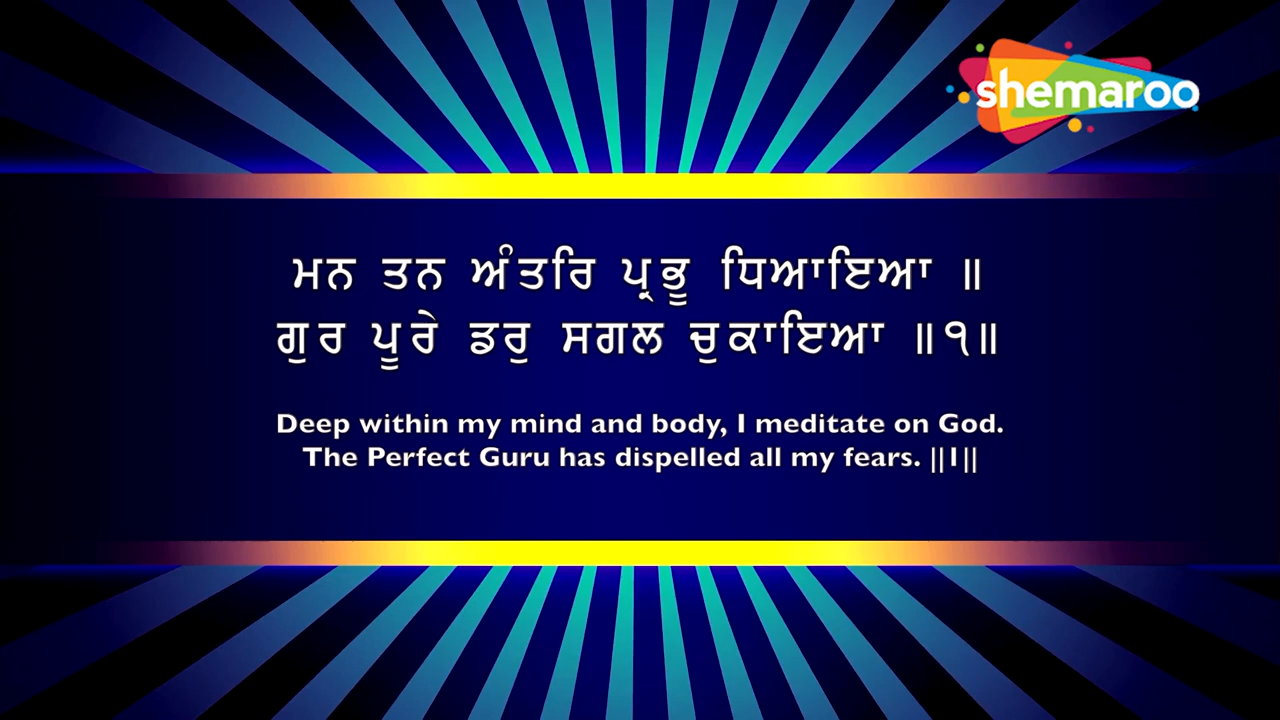 shemaroo
ਮਨ ਤਨ ਅੰਤਰਿ ਪ੍ਰਭੂ ਧਿਆਇਆ ॥
ਗੁਰ ਪੂਰੇ ਡਰੁ ਸਗਲ ਚੁਕਾਇਆ ॥੧॥
Deep within my mind and body, I meditate on God.
The Perfect Guru has dispelled all my fears. ||1||